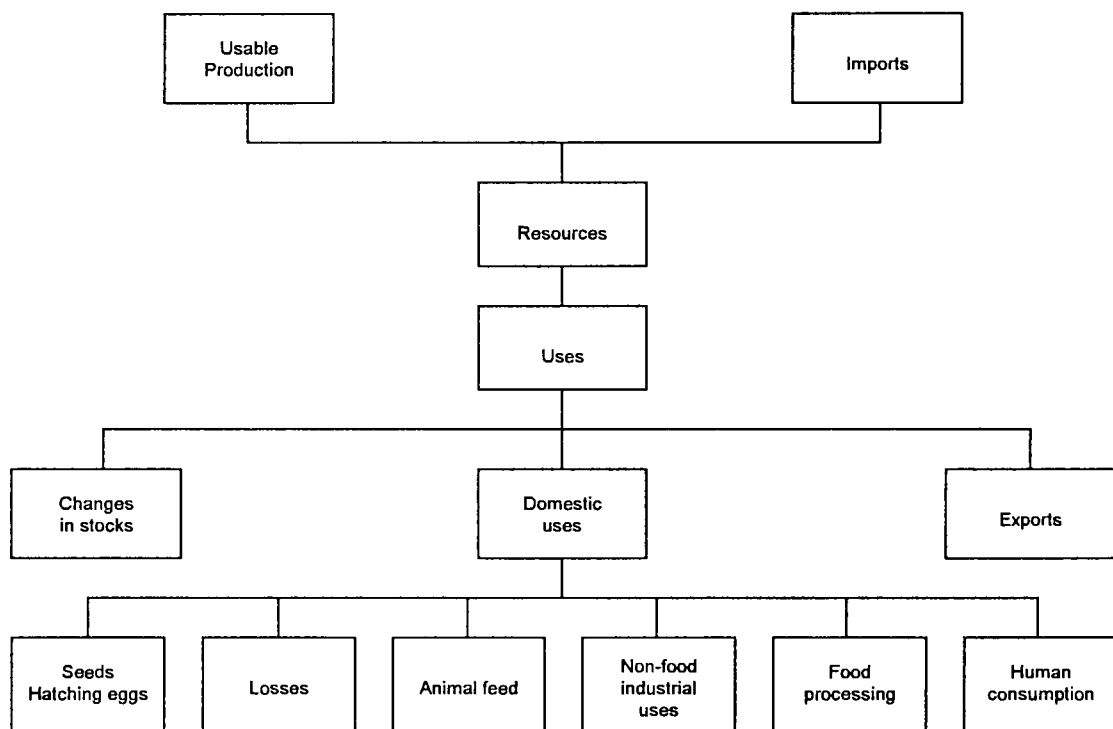 Usable
Production
Imports
Resources
Uses
Changes
in stocks
Domestic
uses
Exports
Seeds
Hatching eggs
Losses
Animal feed
Non-food
industrial
uses
Food
processing
Human
consumption